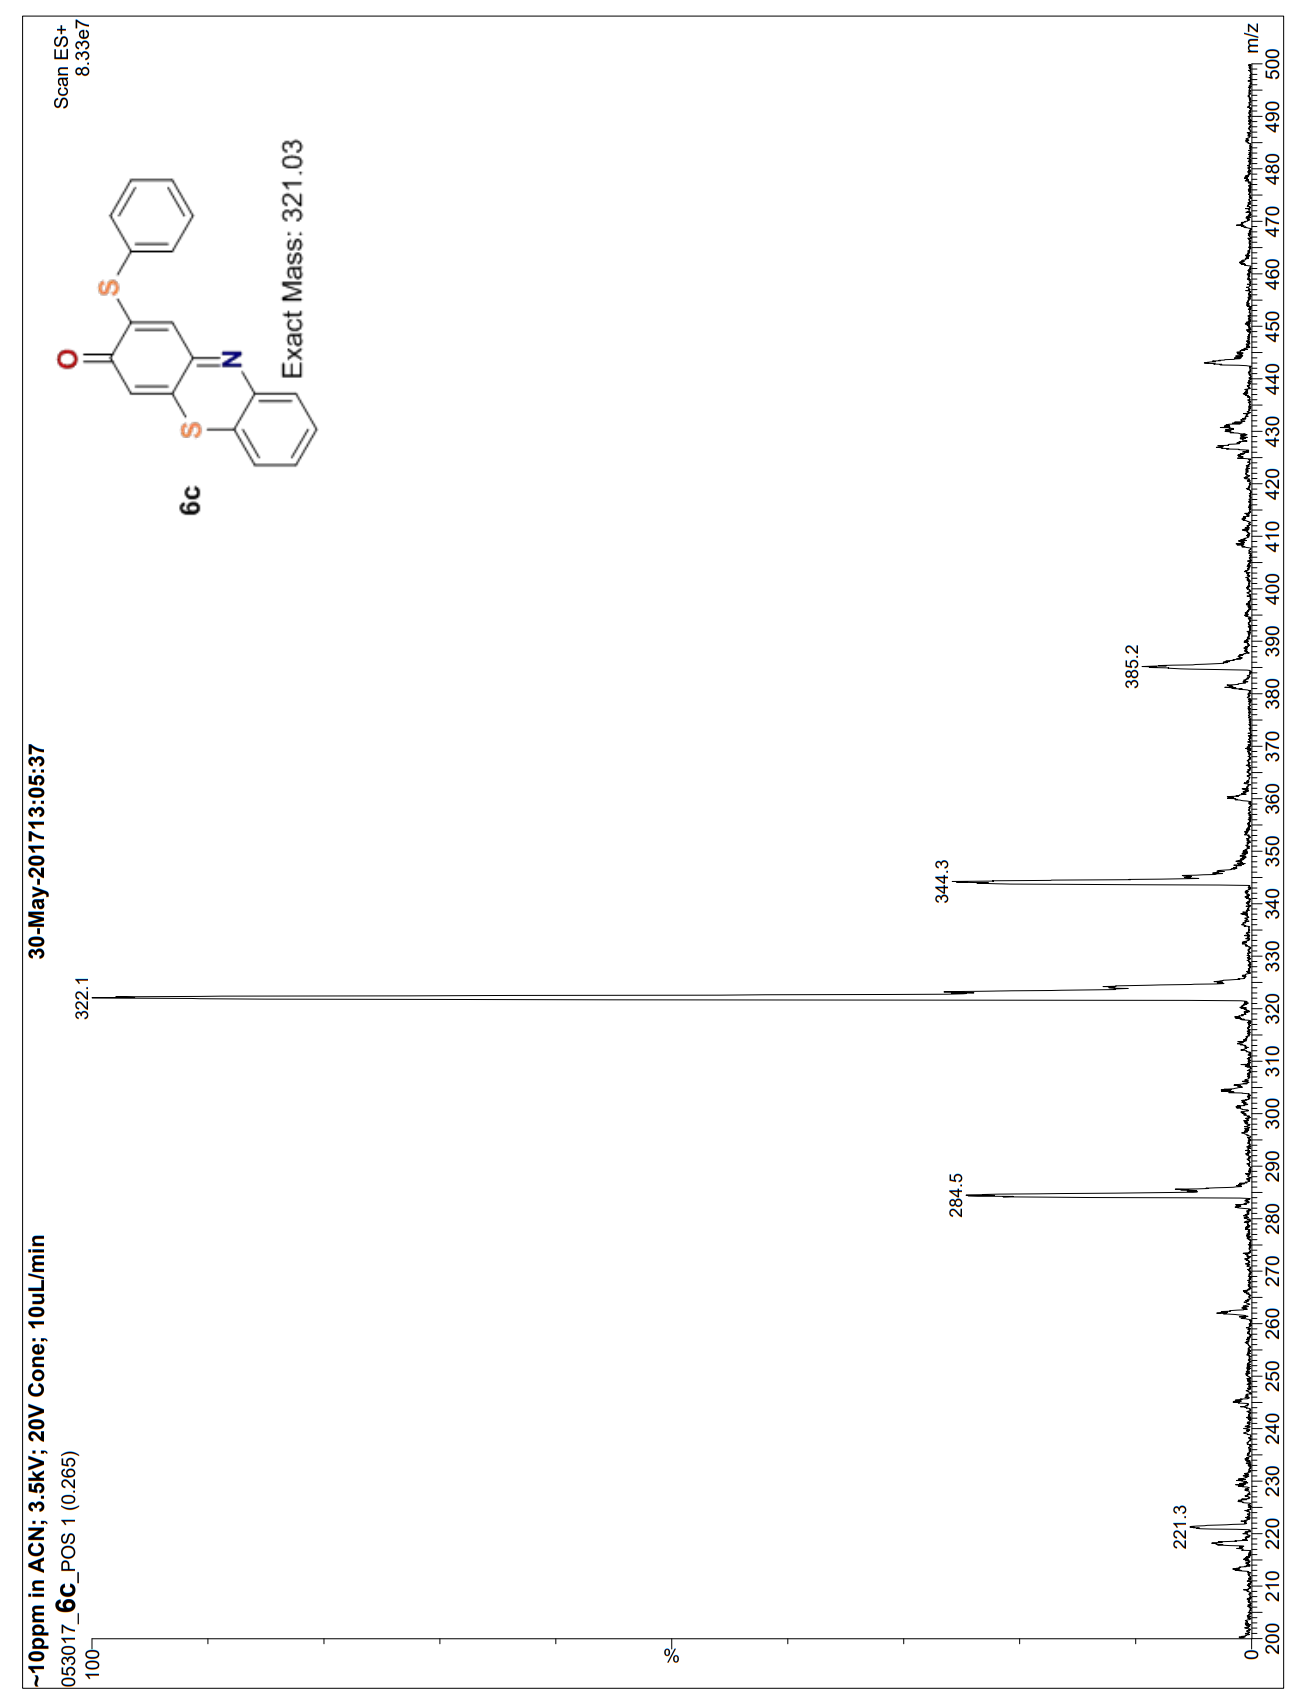 ~10ppm in ACN; 3.5kV; 20V Cone; 10uL/min 30-May-201713:05:37
053017_6c_POS 1 (0.265) Scan ES+
8.33e7
100
%
0
O
S
S
N
6c
Exact Mass: 321.03
322.1
344.3
284.5
385.2
221.3
200 210 220 230 240 250 260 270 280 290 300 310 320 330 340 350 360 370 380 390 400 410 420 430 440 450 460 470 480 490 500
m/z